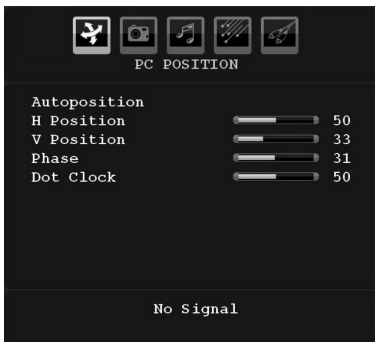 PC POSITION
Autoposition
H Position 50
V Position 33
Phase 31
Dot Clock 50
No Signal